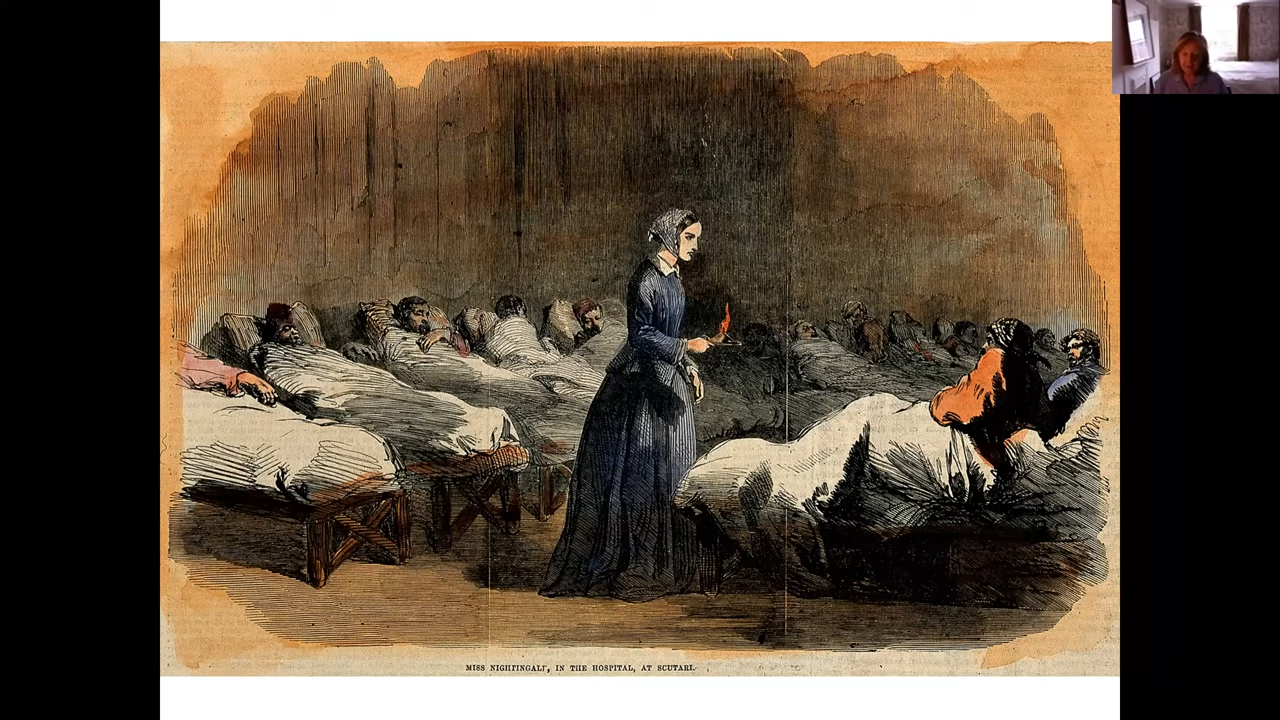 MISS NIGHTINGALE, IN THE HOSPITAL, AT SCUTARI.